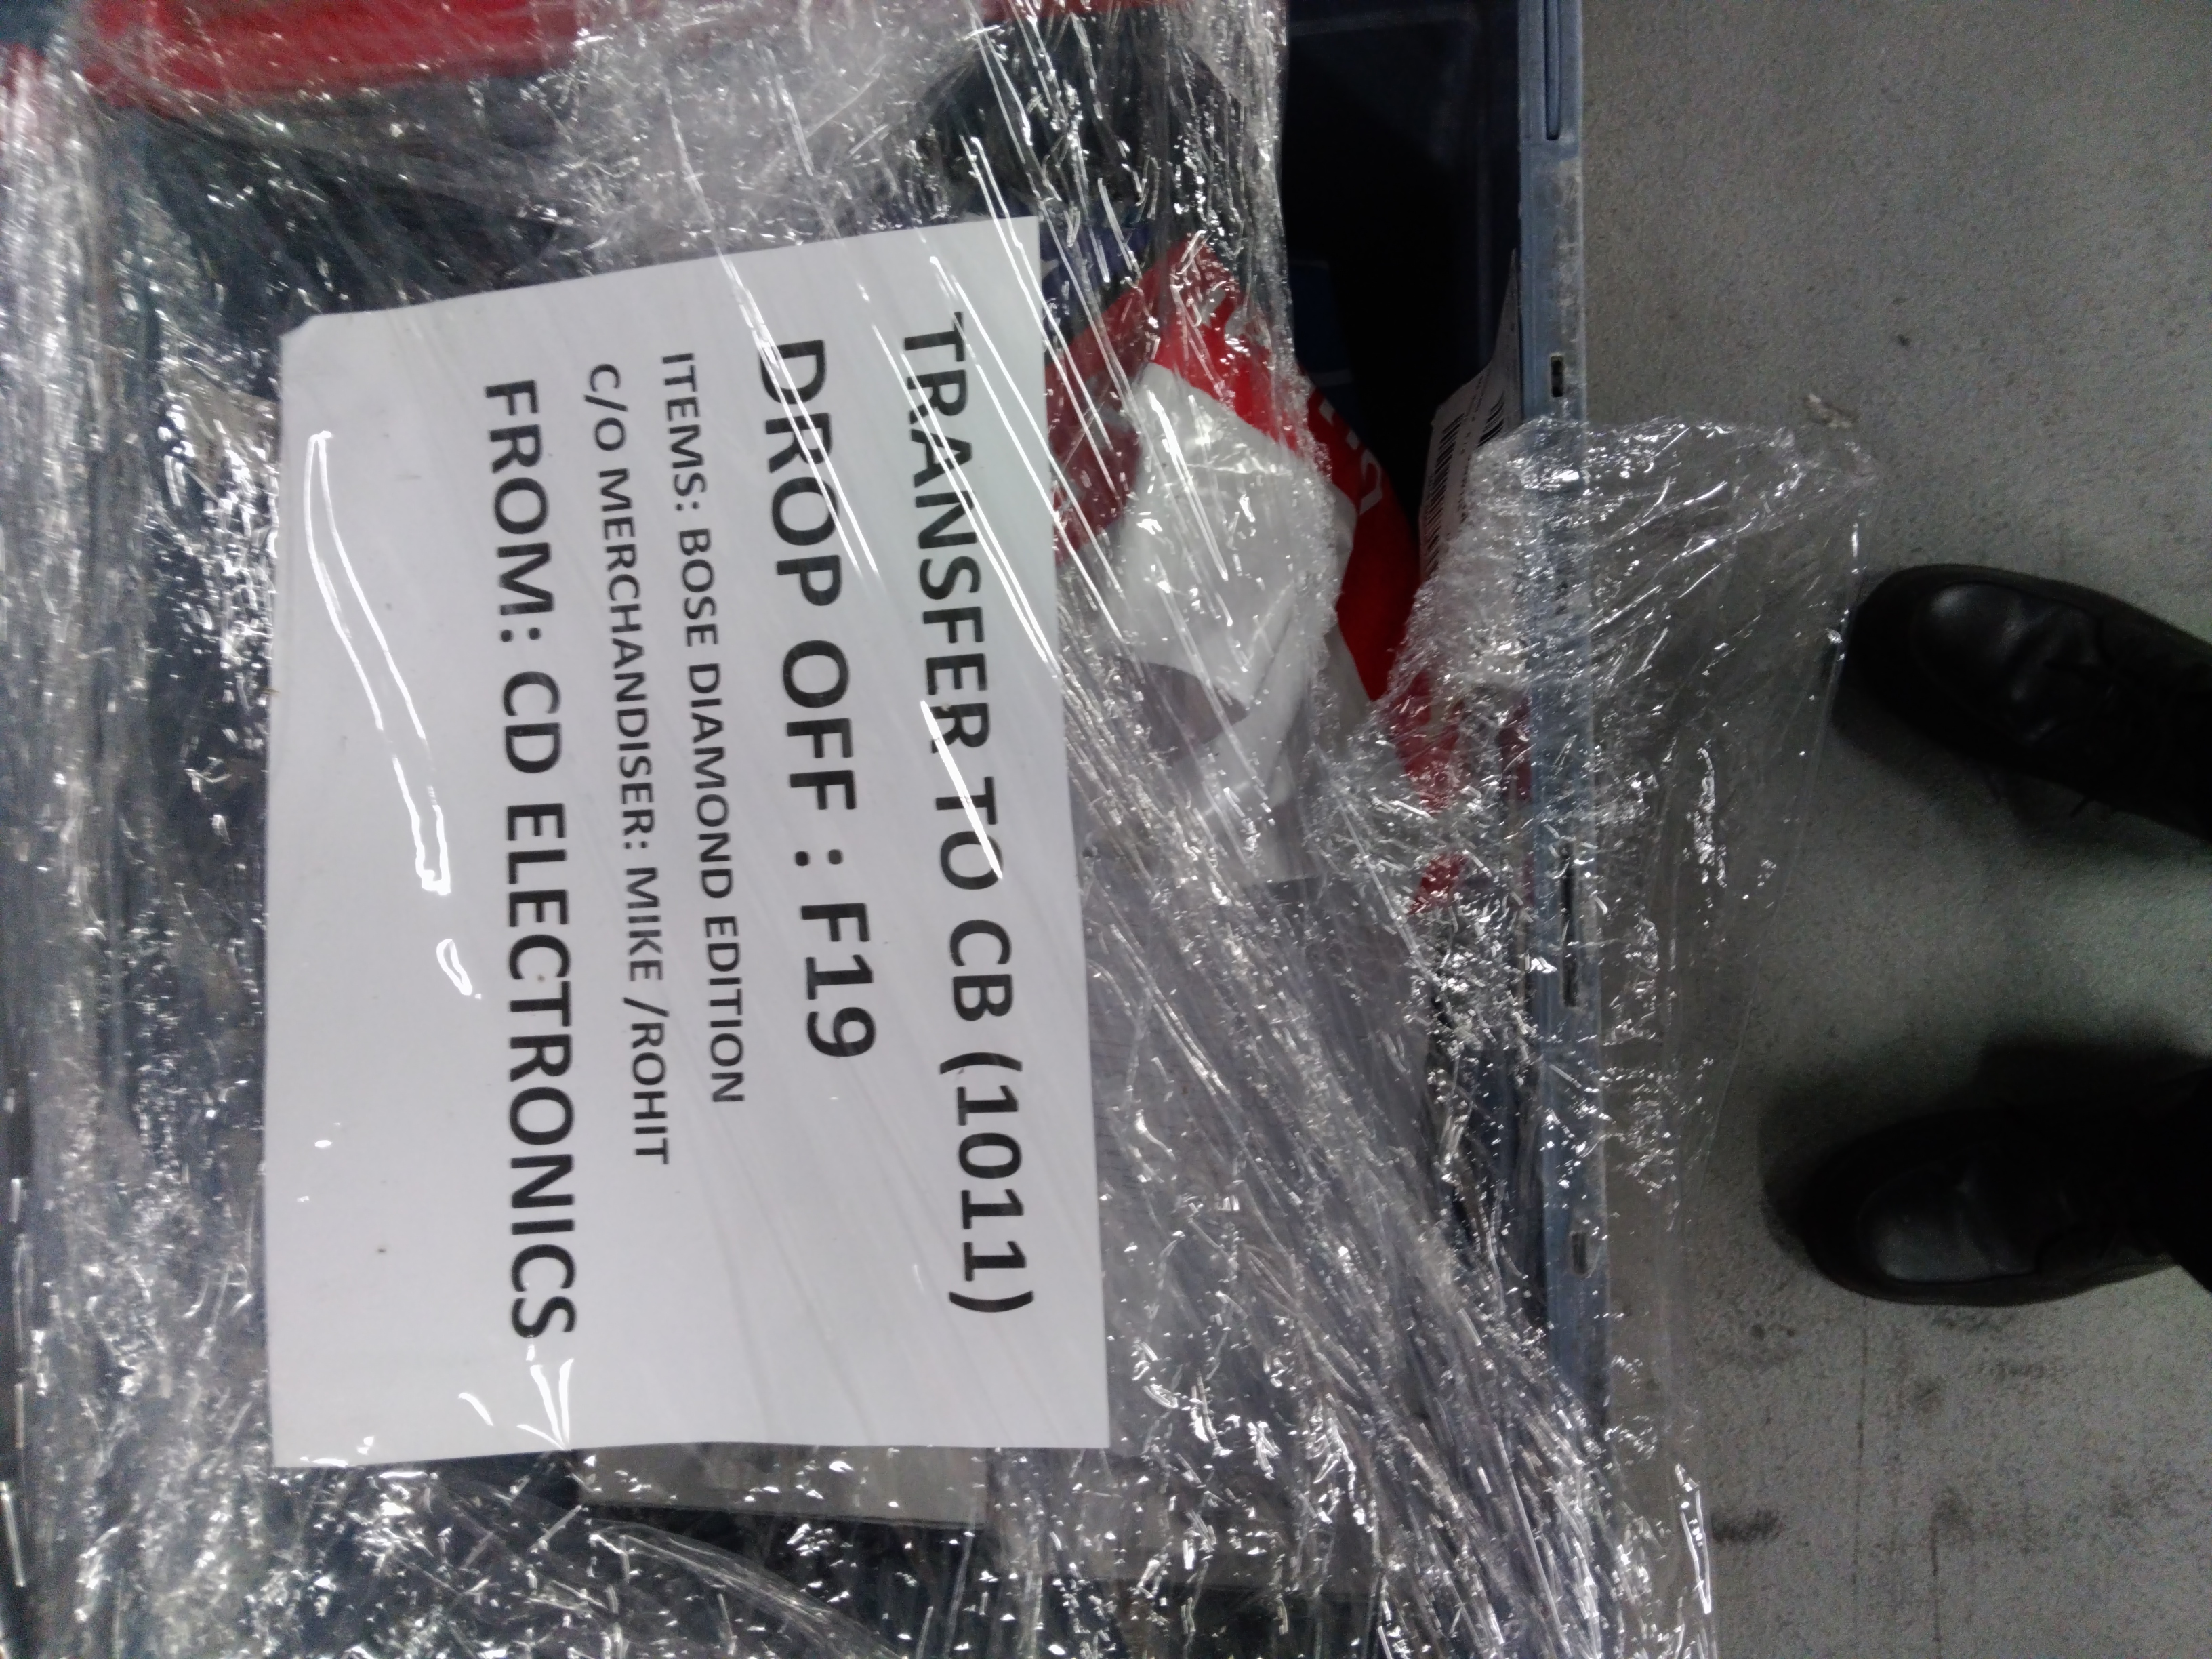 TRANSFER TO CB (1011)
DROP OFF : F19
ITEMS: BOSE DIAMOND EDITION
C/O MERCHANDISER: MIKE /ROHIT
FROM: CD ELECTRONICS